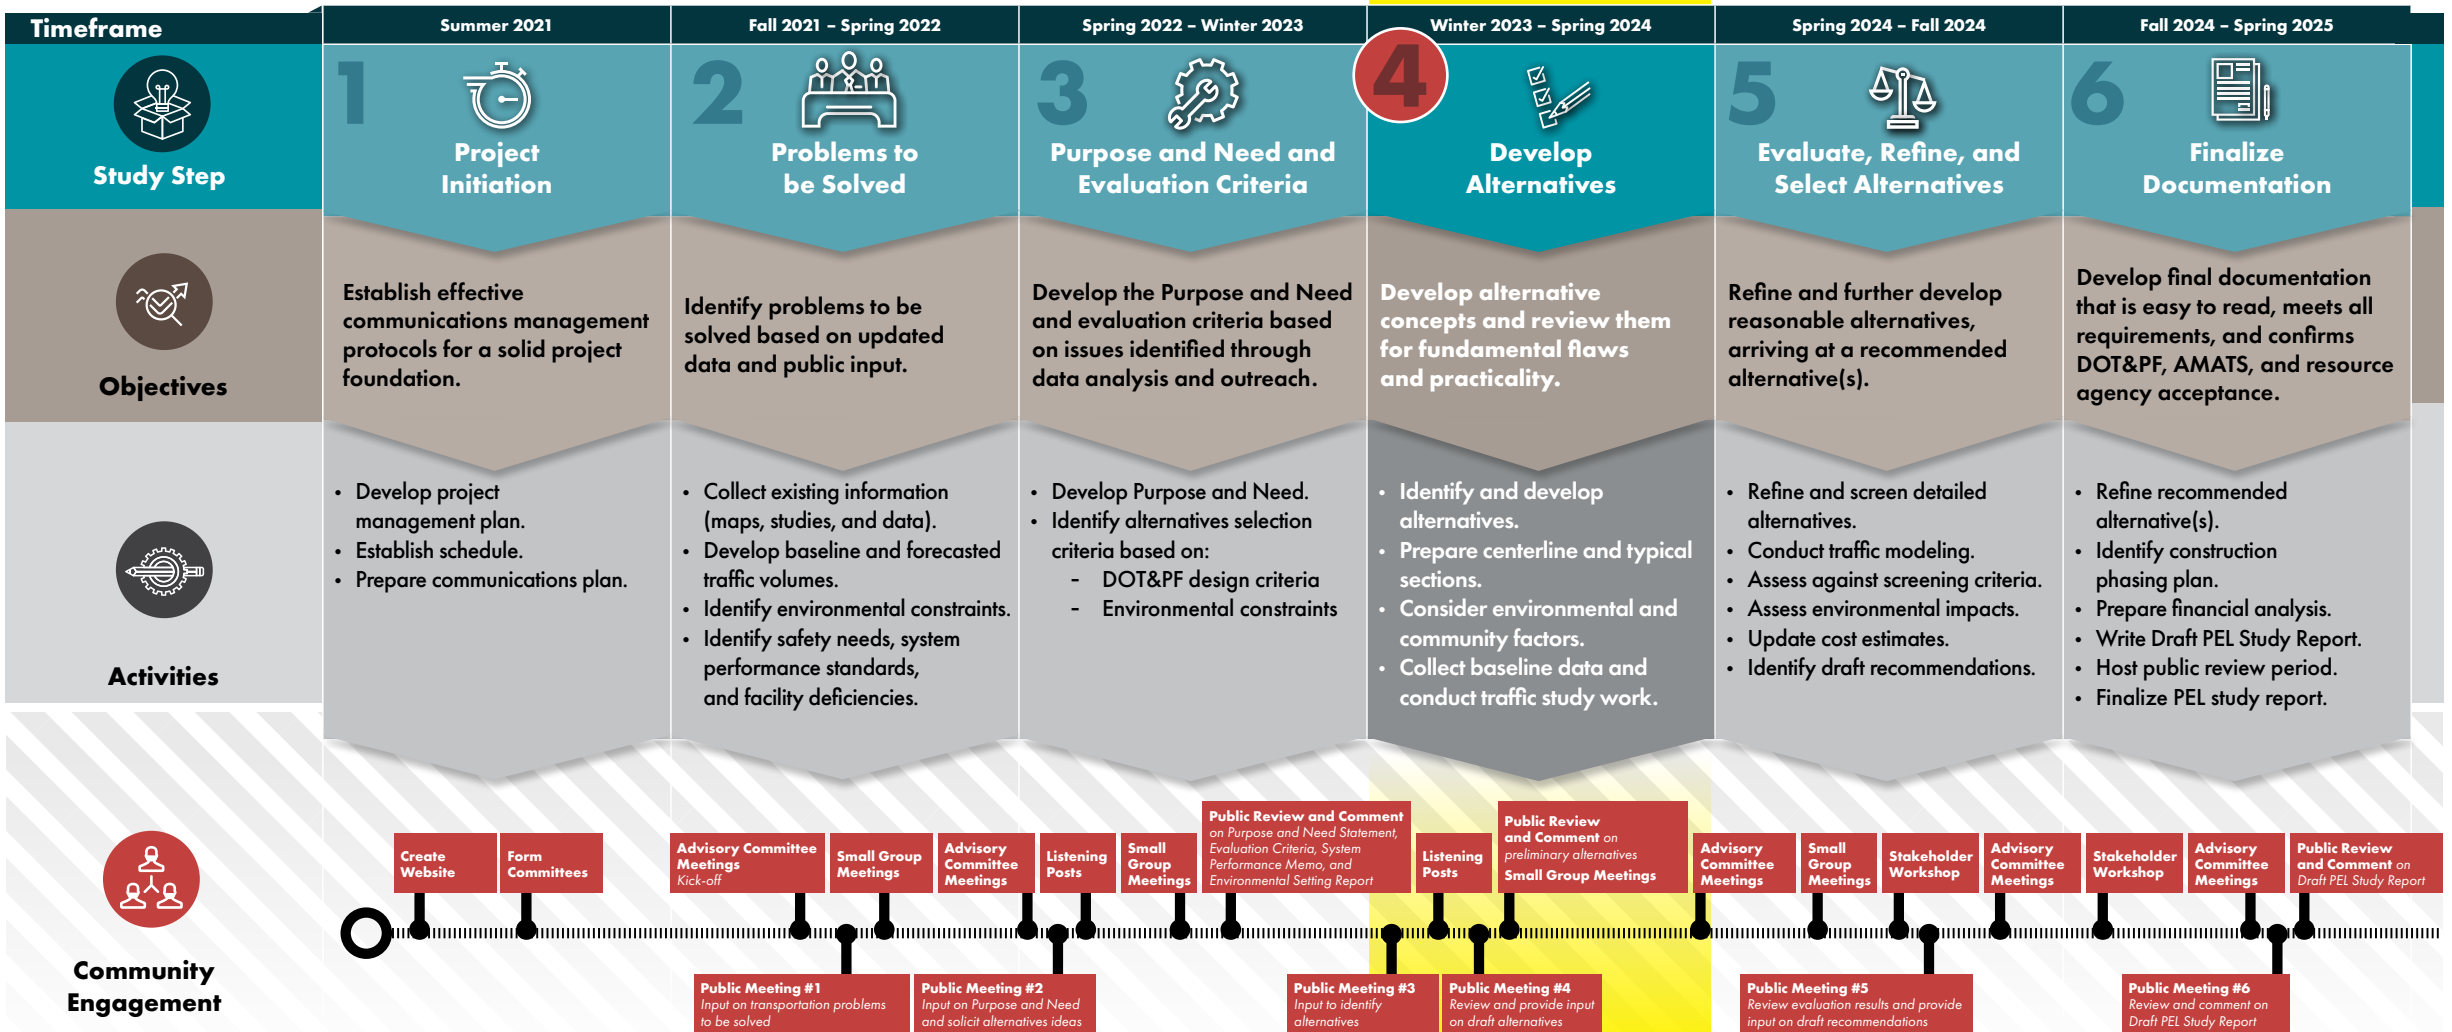 Timeframe
Summer 2021
Fall 2021 – Spring 2022
Spring 2022 – Winter 2023
Winter 2023 – Spring 2024
Spring 2024 – Fall 2024
Fall 2024 – Spring 2025
Study Step
1
Project
Initiation
2
Problems to
be Solved
3
Purpose and Need and
Evaluation Criteria
4
Develop
Alternatives
5
Evaluate, Refine, and
Select Alternatives
6
Finalize
Documentation
Objectives
Establish effective
communications management
protocols for a solid project
foundation.
Identify problems to be
solved based on updated
data and public input.
Develop the Purpose and Need
and evaluation criteria based
on issues identified through
data analysis and outreach.
Develop alternative
concepts and review them
for fundamental flaws
and practicality.
Refine and further develop
reasonable alternatives,
arriving at a recommended
alternative(s).
Develop final documentation
that is easy to read, meets all
requirements, and confirms
DOT&PF, AMATS, and resource
agency acceptance.
Activities
• Develop project
management plan.
• Establish schedule.
• Prepare communications plan.
• Collect existing information
(maps, studies, and data).
• Develop baseline and forecasted
traffic volumes.
• Identify environmental constraints.
• Identify safety needs, system
performance standards,
and facility deficiencies.
• Develop Purpose and Need.
• Identify alternatives selection
criteria based on:
- DOT&PF design criteria
- Environmental constraints
• Identify and develop
alternatives.
• Prepare centerline and typical
sections.
• Consider environmental and
community factors.
• Collect baseline data and
conduct traffic study work.
• Refine and screen detailed
alternatives.
• Conduct traffic modeling.
• Assess against screening criteria.
• Assess environmental impacts.
• Update cost estimates.
• Identify draft recommendations.
• Refine recommended
alternative(s).
• Identify construction
phasing plan.
• Prepare financial analysis.
• Write Draft PEL Study Report.
• Host public review period.
• Finalize PEL study report.
Community
Engagement
Create
Website
Form
Committees
Advisory Committee
Meetings
Kick-off
Small Group
Meetings
Advisory
Committee
Meetings
Listening
Posts
Small
Group
Meetings
Public Review and Comment
on Purpose and Need Statement,
Evaluation Criteria, System
Performance Memo, and
Environmental Setting Report
Listening
Posts
Public Review
and Comment on
preliminary alternatives
Small Group Meetings
Advisory
Committee
Meetings
Small
Group
Meetings
Stakeholder
Workshop
Advisory
Committee
Meetings
Stakeholder
Workshop
Advisory
Committee
Meetings
Public Review
and Comment on
Draft PEL Study Report
Public Meeting #1
Input on transportation problems
to be solved
Public Meeting #2
Input on Purpose and Need
and solicit alternatives ideas
Public Meeting #3
Input to identify
alternatives
Public Meeting #4
Review and provide input
on draft alternatives
Public Meeting #5
Review evaluation results and provide
input on draft recommendations
Public Meeting #6
Review and comment on
Draft PEL Study Report